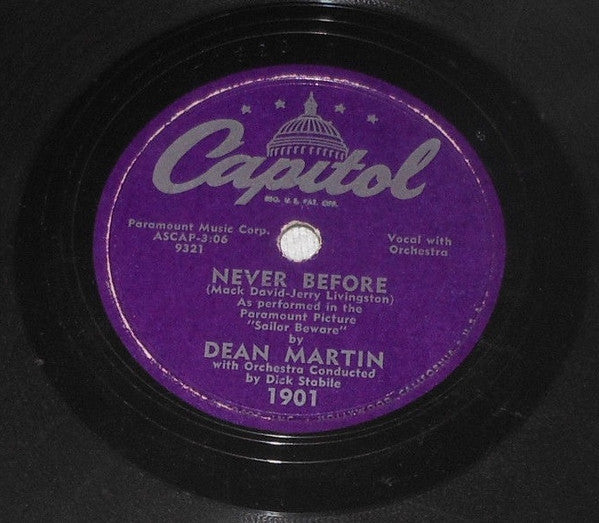 Capitol
REG. U. S. PAT. OFF.
Paramount Music Corp.
ASCAP-3:06
9321
Vocal with
Orchestra
NEVER BEFORE
(Mack David-Jerry Livingston)
As performed in the
Paramount Picture
"Sailor Beware"
by
DEAN MARTIN
with Orchestra Conducted
by Dick Stabile
1901
CALIFORNIA